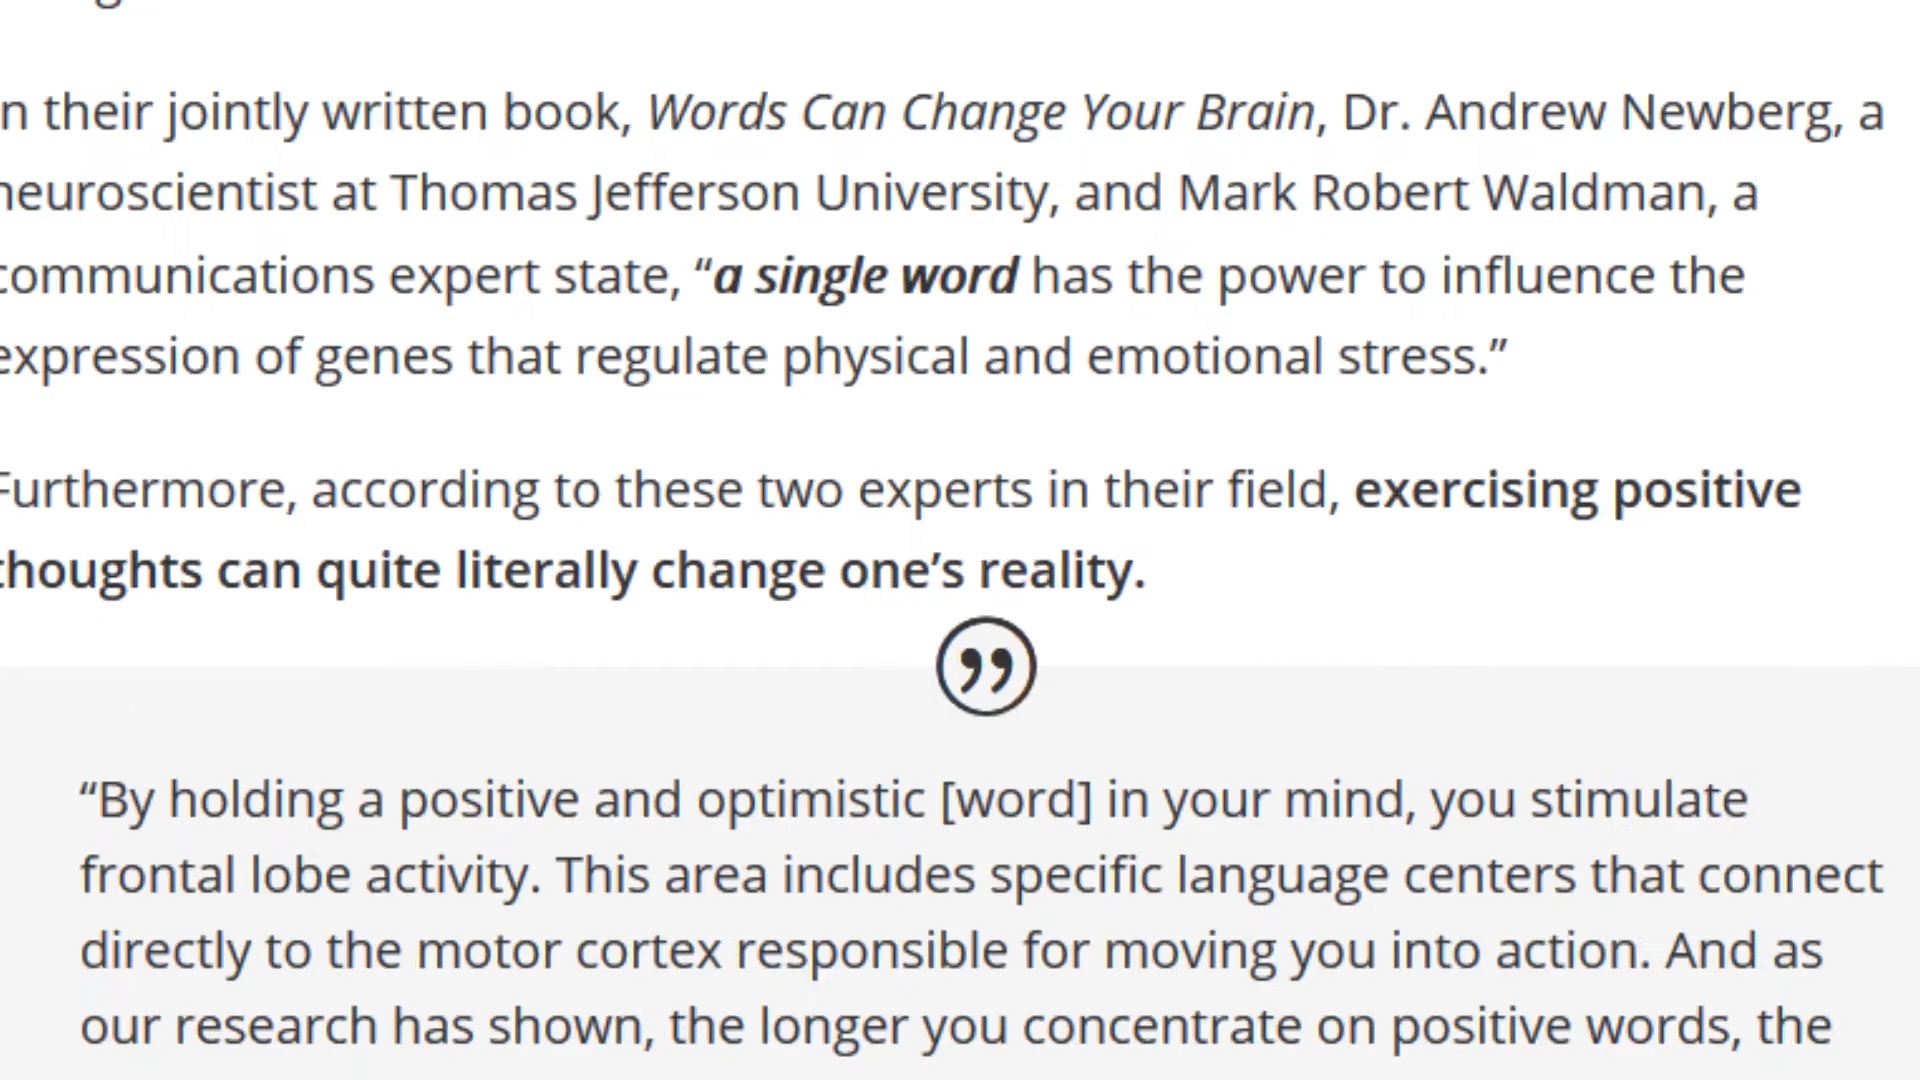 n their jointly written book, Words Can Change Your Brain, Dr. Andrew Newberg, a
neuroscientist at Thomas Jefferson University, and Mark Robert Waldman, a
communications expert state, “a single word has the power to influence the
expression of genes that regulate physical and emotional stress.”
Furthermore, according to these two experts in their field, exercising positive
thoughts can quite literally change one’s reality.
”
“By holding a positive and optimistic [word] in your mind, you stimulate
frontal lobe activity. This area includes specific language centers that connect
directly to the motor cortex responsible for moving you into action. And as
our research has shown, the longer you concentrate on positive words, the